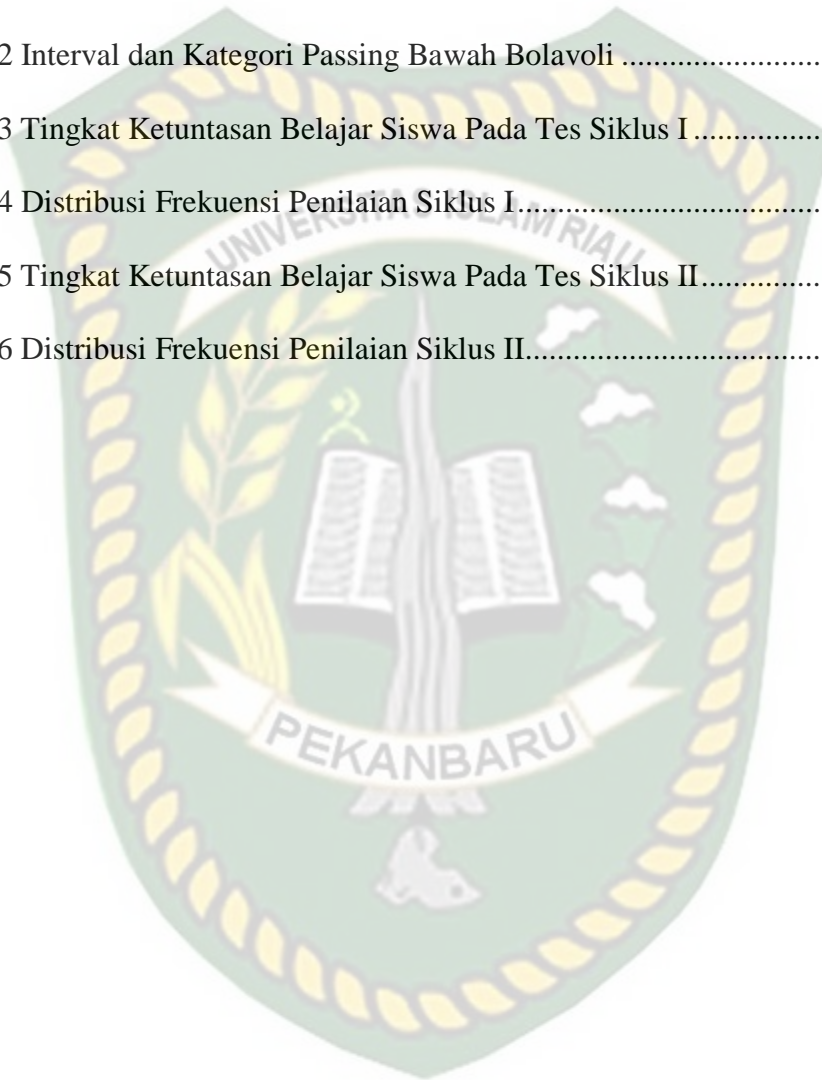 2 Interval dan Kategori Passing Bawah Bolavoli ........................
3 Tingkat Ketuntasan Belajar Siswa Pada Tes Siklus I ...............
4 Distribusi Frekuensi Penilaian Siklus I.....................................
UNIVERSITAS ISLAM RIAU
5 Tingkat Ketuntasan Belajar Siswa Pada Tes Siklus II..............
6 Distribusi Frekuensi Penilaian Siklus II....................................
PEKANBARU